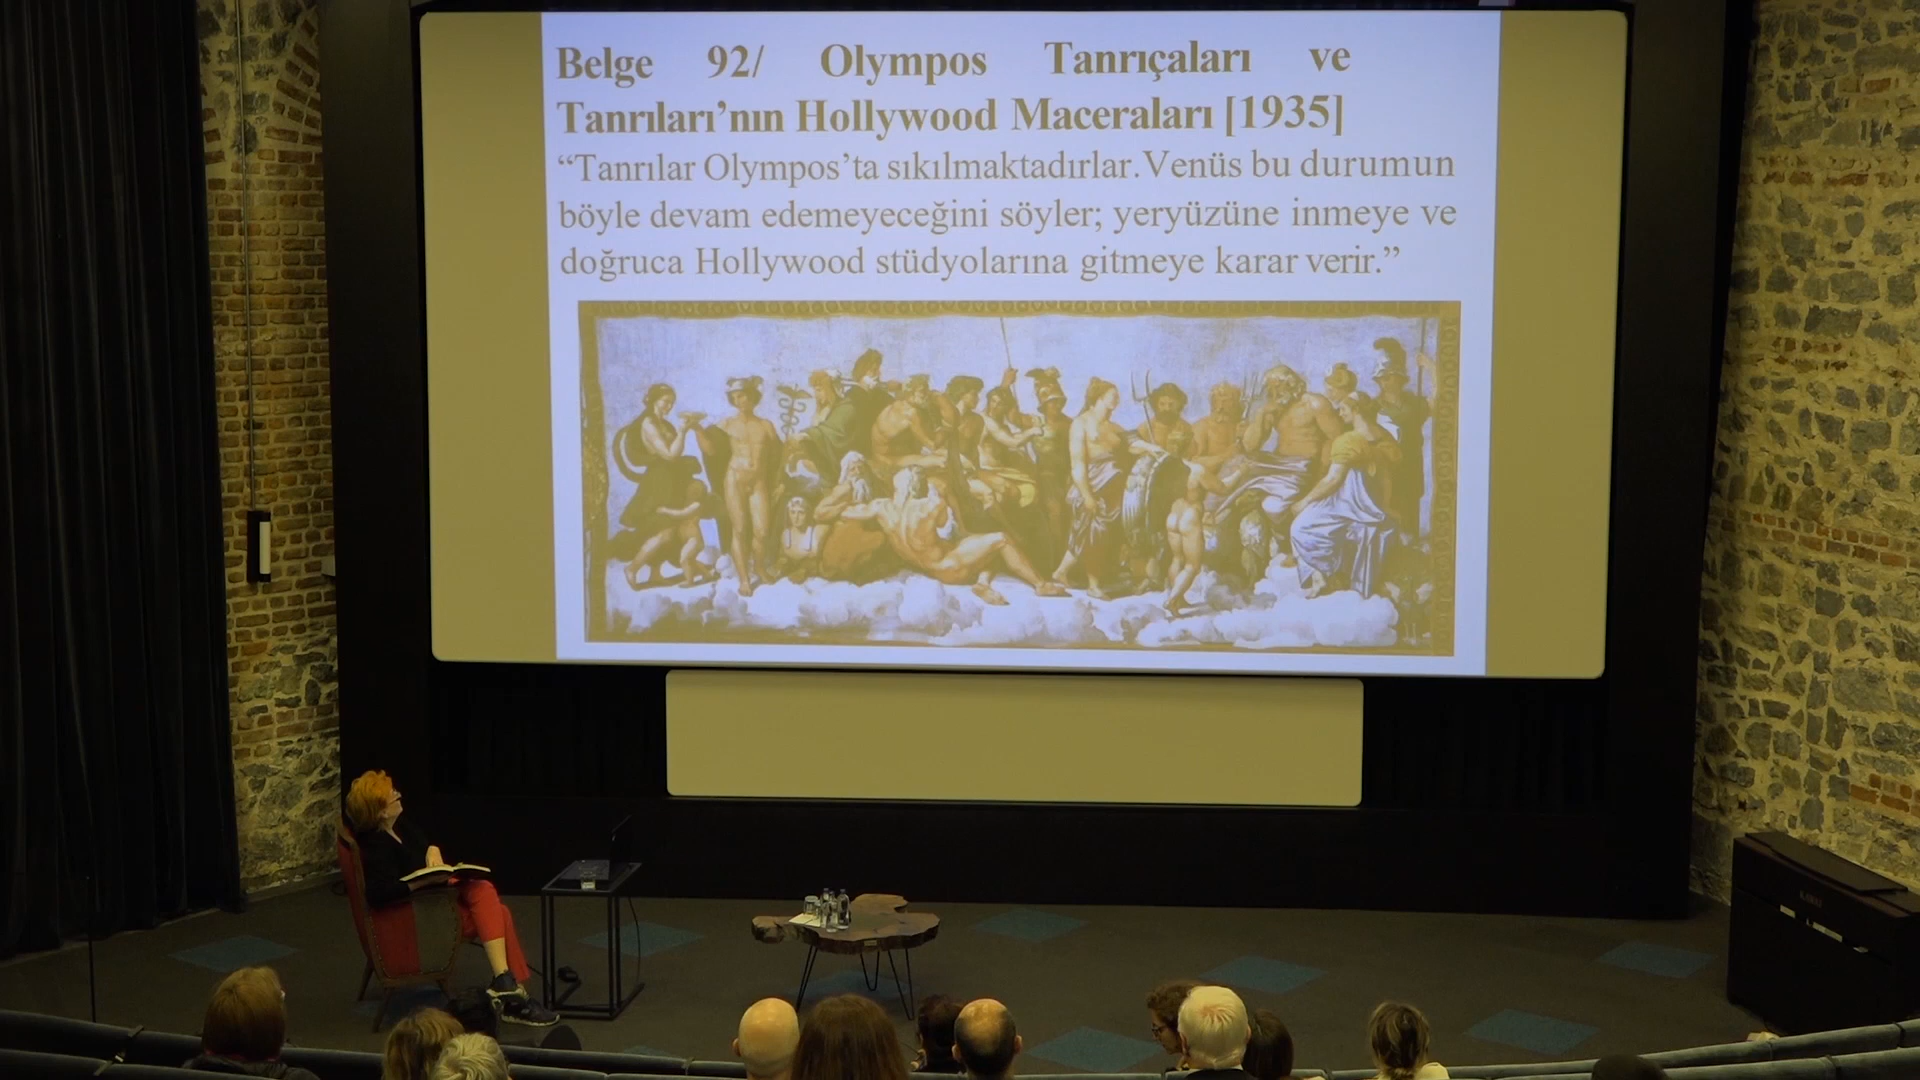 Belge 92/ Olympos Tanrıçaları ve
Tanrıları’nın Hollywood Maceraları [1935]
“Tanrılar Olympos’ta sıkılmaktadırlar. Venüs bu durumun
böyle devam edemeyeceğini söyler; yeryüzüne inmeye ve
doğruca Hollywood stüdyolarına gitmeye karar verir.”